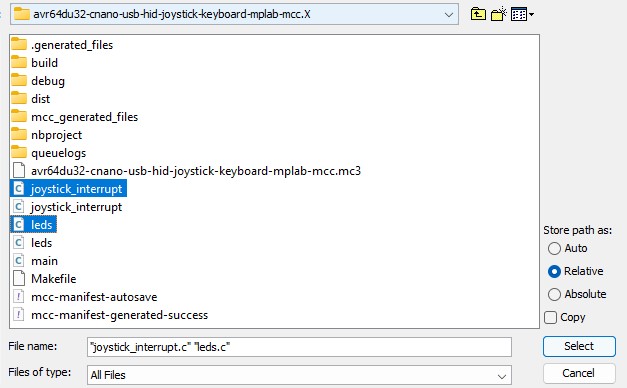 avr64du32-cnano-usb-hid-joystick-keyboard-mplab-mcc.X
.generated_files
build
debug
dist
mcc_generated_files
nbproject
queuelogs
avr64du32-cnano-usb-hid-joystick-keyboard-mplab-mcc.mc3
joystick_interrupt
joystick_interrupt
leds
leds
main
Makefile
mcc-manifest-autosave
mcc-manifest-generated-success
Store path as:
Auto
Relative
Absolute
Copy
File name: "joystick_interrupt.c" "leds.c"
Select
Files of type: All Files
Cancel